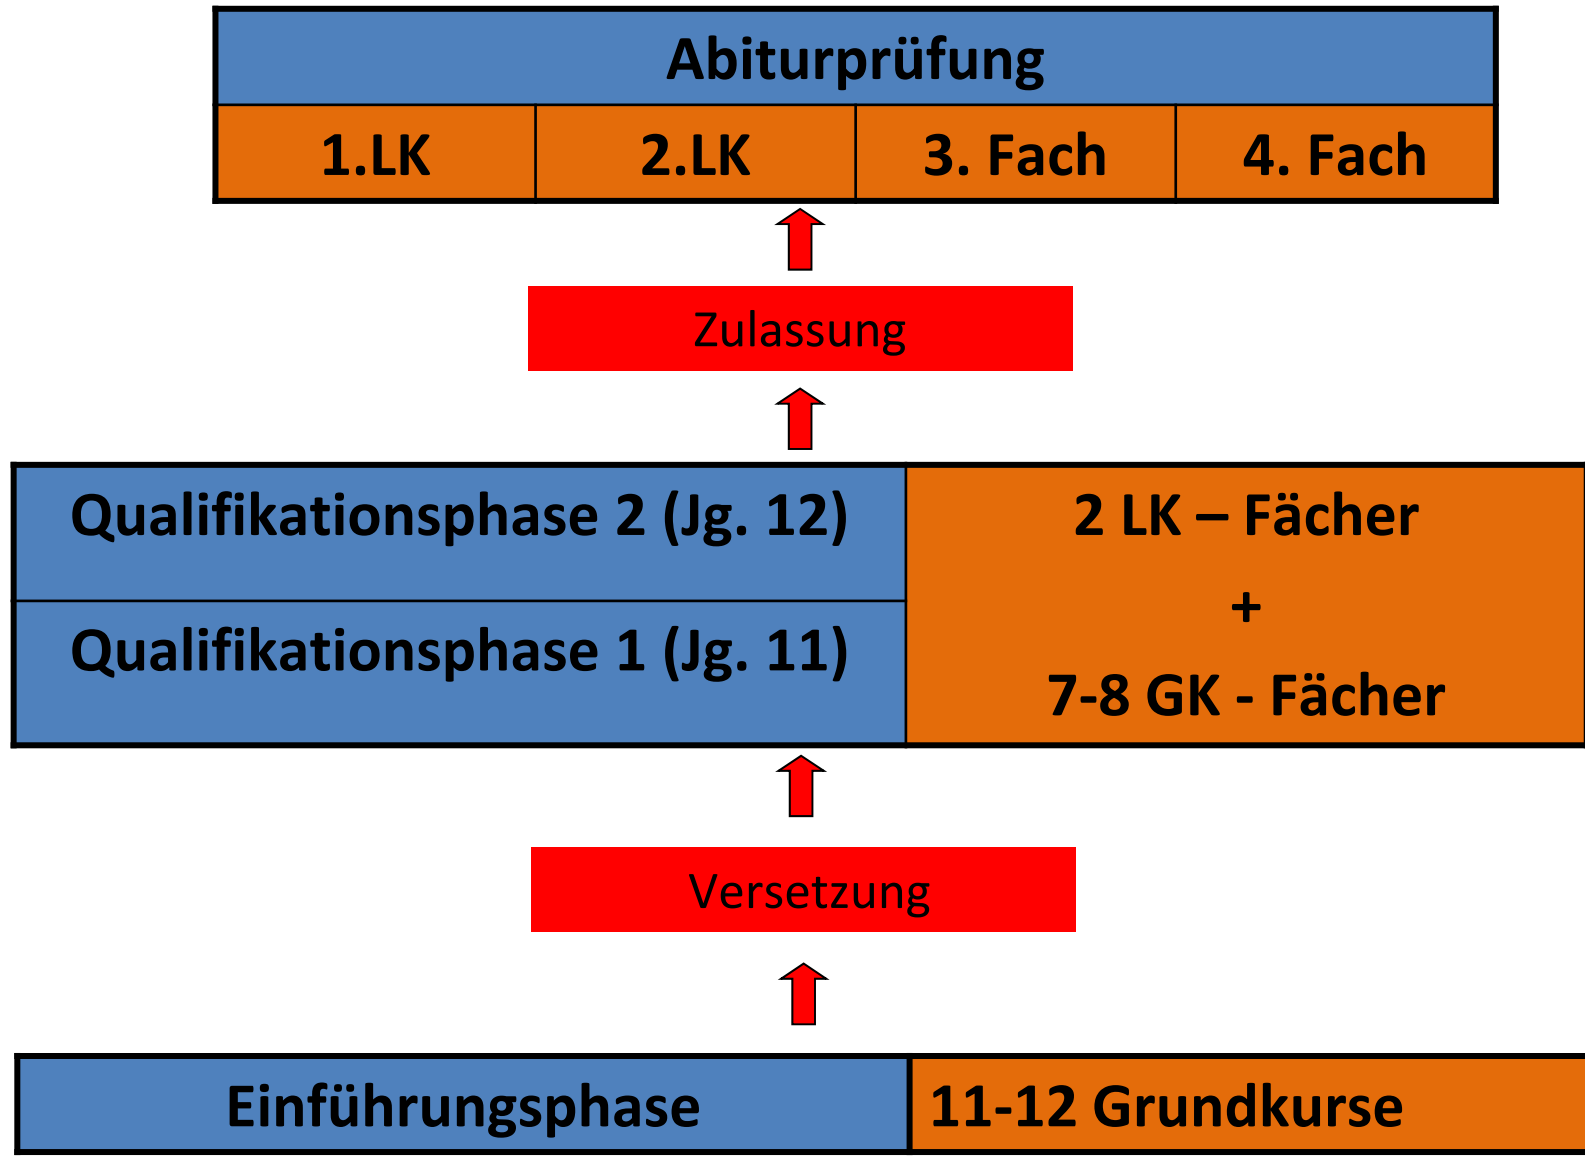 Abiturprüfung
1.LK 2.LK 3. Fach 4. Fach
Zulassung
Qualifikationsphase 2 (Jg. 12)
Qualifikationsphase 1 (Jg. 11)
2 LK – Fächer
+
7-8 GK - Fächer
Versetzung
Einführungsphase 11-12 Grundkurse